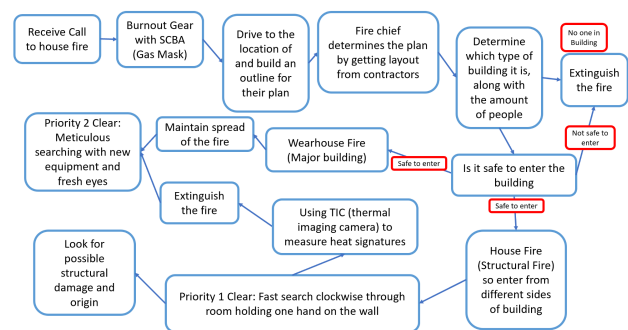 Receive Call
to house fire
Burnout Gear
with SCBA
(Gas Mask)
Drive to the
location of
and build an
outline for
their plan
Fire chief
determines the plan
by getting layout
from contractors
Determine
which type of
building it is,
along with
the amount
of people
No one in
Building
Extinguish
the fire
Not safe to
enter
Is it safe to enter the
building
Safe to enter
Wearhouse Fire
(Major building)
Maintain spread
of the fire
Priority 2 Clear:
Meticulous
searching with new
equipment and
fresh eyes
Safe to enter
House Fire
(Structural Fire)
so enter from
different sides
of building
Priority 1 Clear: Fast search clockwise through
room holding one hand on the wall
Using TIC (thermal
imaging camera) to
measure heat signatures
Extinguish
the fire
Look for
possible
structural
damage and
origin